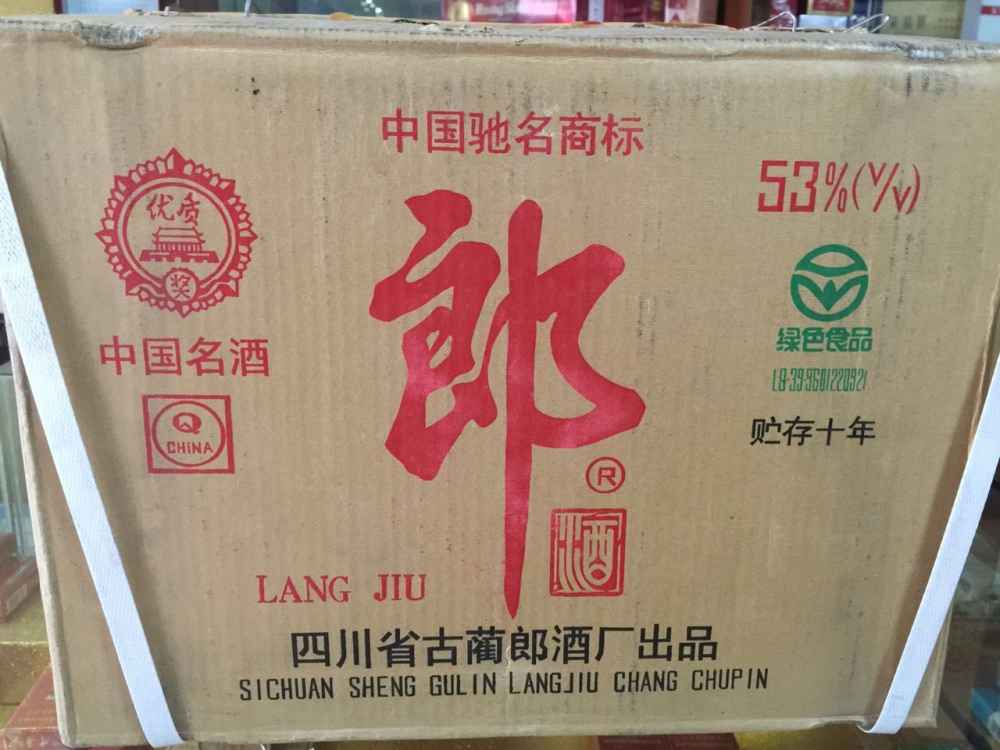 中国驰名商标
53%(V/V)
优质
奖
中国名酒
Q
CHINA
郎
®
酒
绿色食品
LB-39-9601220921
贮存十年
LANG JIU
四川省古蔺郎酒厂出品
SICHUAN SHENG GULIN LANGJIU CHANG CHUPIN